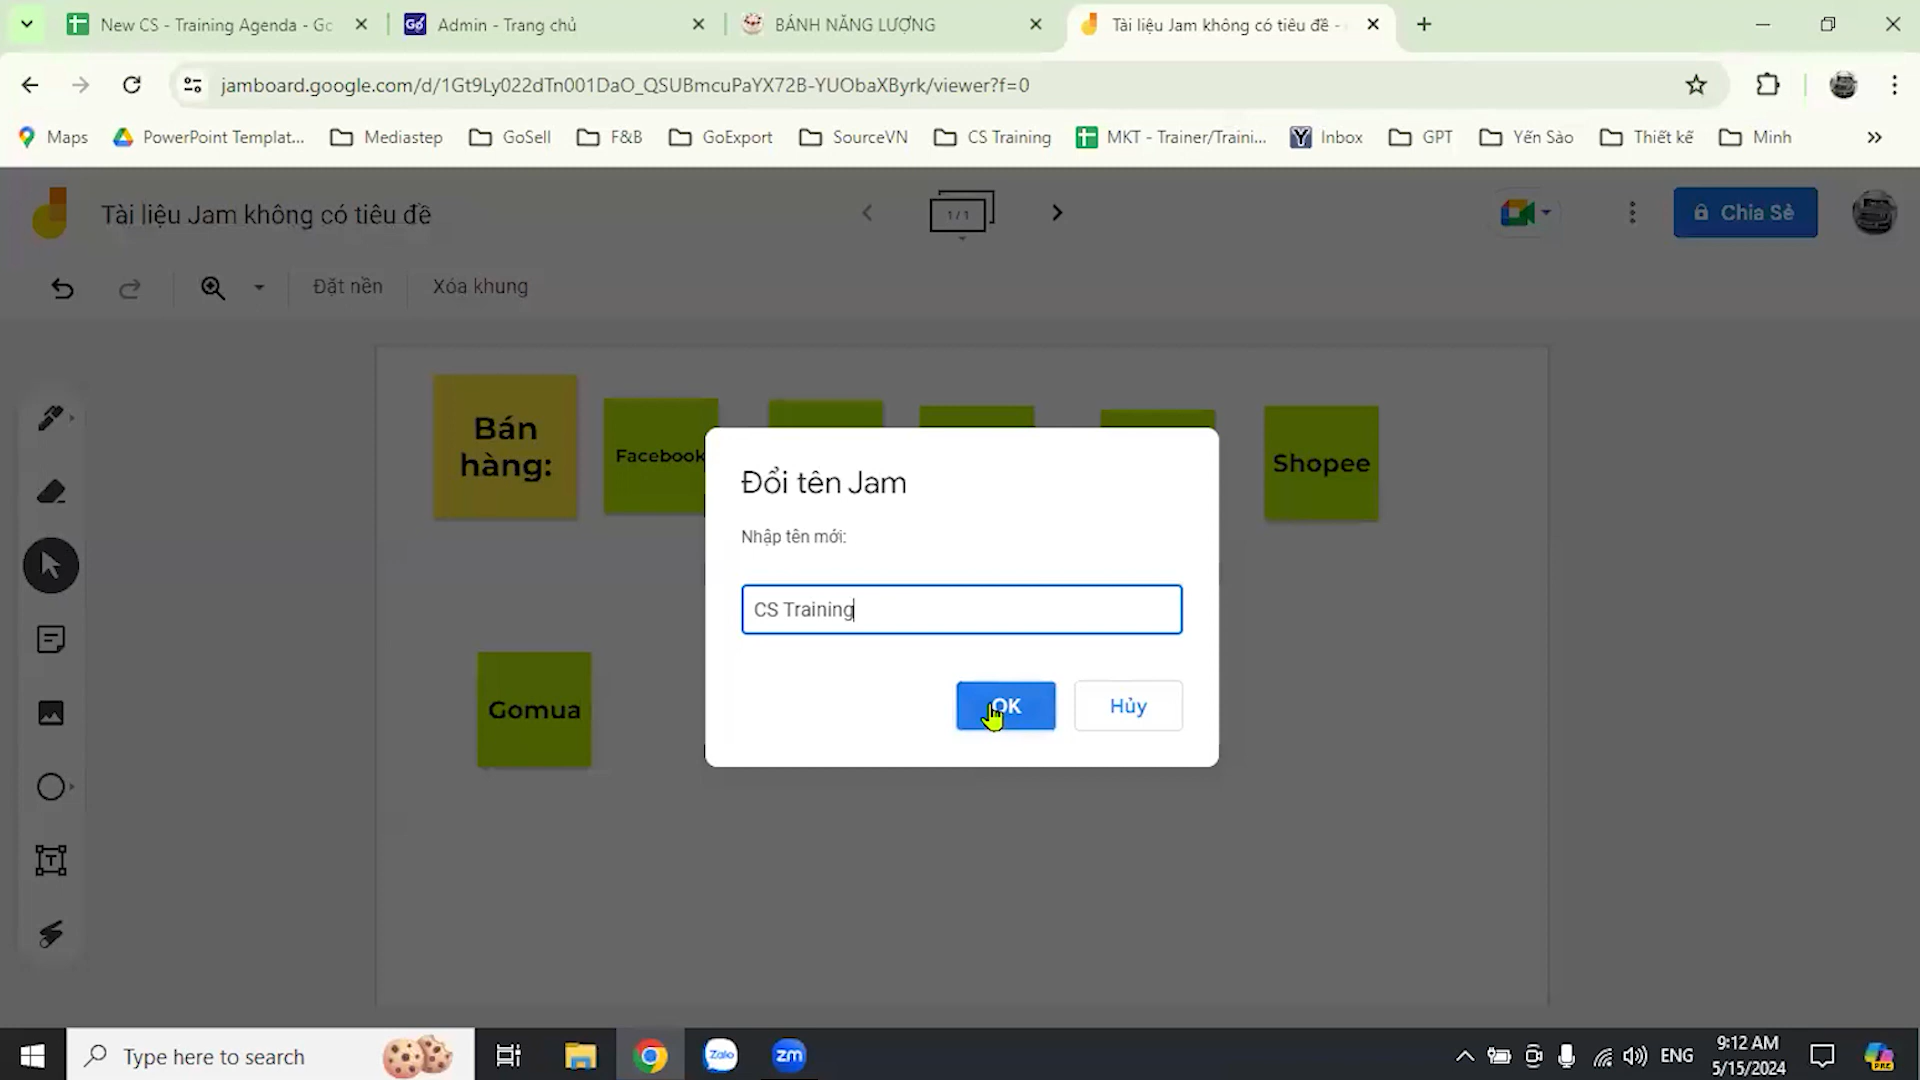 New CS - Training Agenda - Go
Admin - Trang chủ
BÁNH NĂNG LƯỢNG
Tài liệu Jam không có tiêu đề -
jamboard.google.com/d/1Gt9Ly022dTn001DaO_QSUBmcuPaYX72B-YUObaXByrk/viewer?f=0
Maps
PowerPoint Templat...
Mediastep
GoSell
F&B
GoExport
SourceVN
CS Training
MKT - Trainer/Traini...
Inbox
GPT
Yến Sào
Thiết kế
Minh
Tài liệu Jam không có tiêu đề
1/1
Chia Sẻ
Đặt nền
Xóa khung
Bán
hàng:
Facebook
Shopee
Đổi tên Jam
Nhập tên mới:
CS Training
OK
Hủy
Gomua
Type here to search
Zalo
zm
ENG
9:12 AM
5/15/2024
PRE